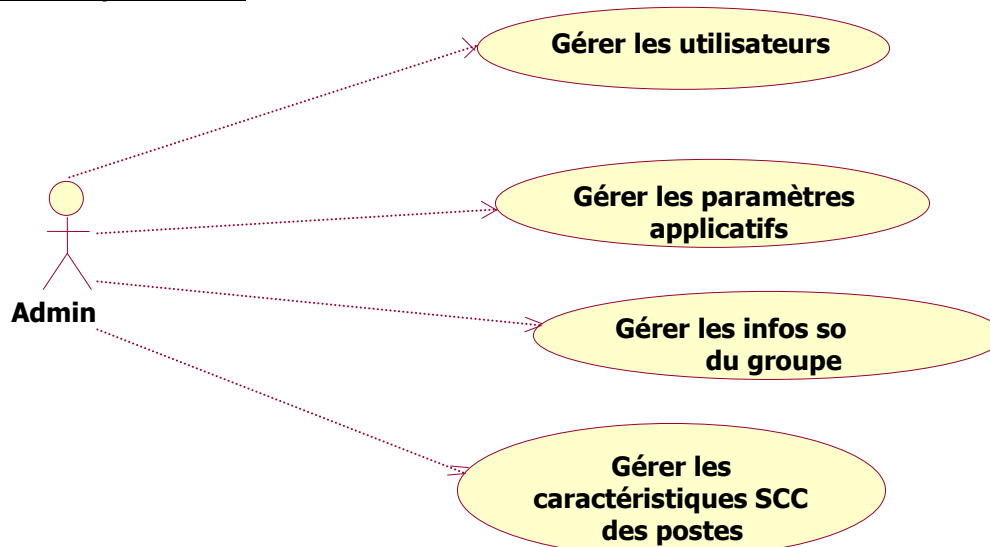 Gérer les utilisateurs
Gérer les paramètres
applicatifs
Admin
Gérer les infos so
du groupe
Gérer les
caractéristiques SCC
des postes